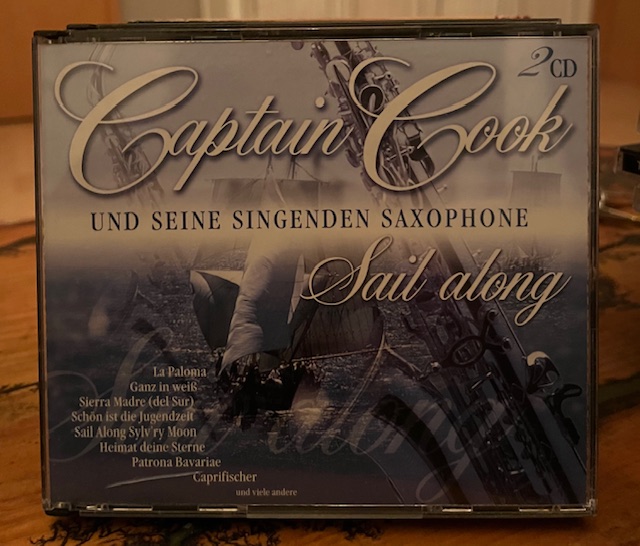 2CD
Captain Cook
UND SEINE SINGENDEN SAXOPHONE
Sail along
La Paloma
Ganz in weiß
Sierra Madre (del Sur)
Schön ist die Jugendzeit
Sail Along Sylv'ry Moon
Heimat deine Sterne
Patrona Bavariae
Caprifischer
und viele andere